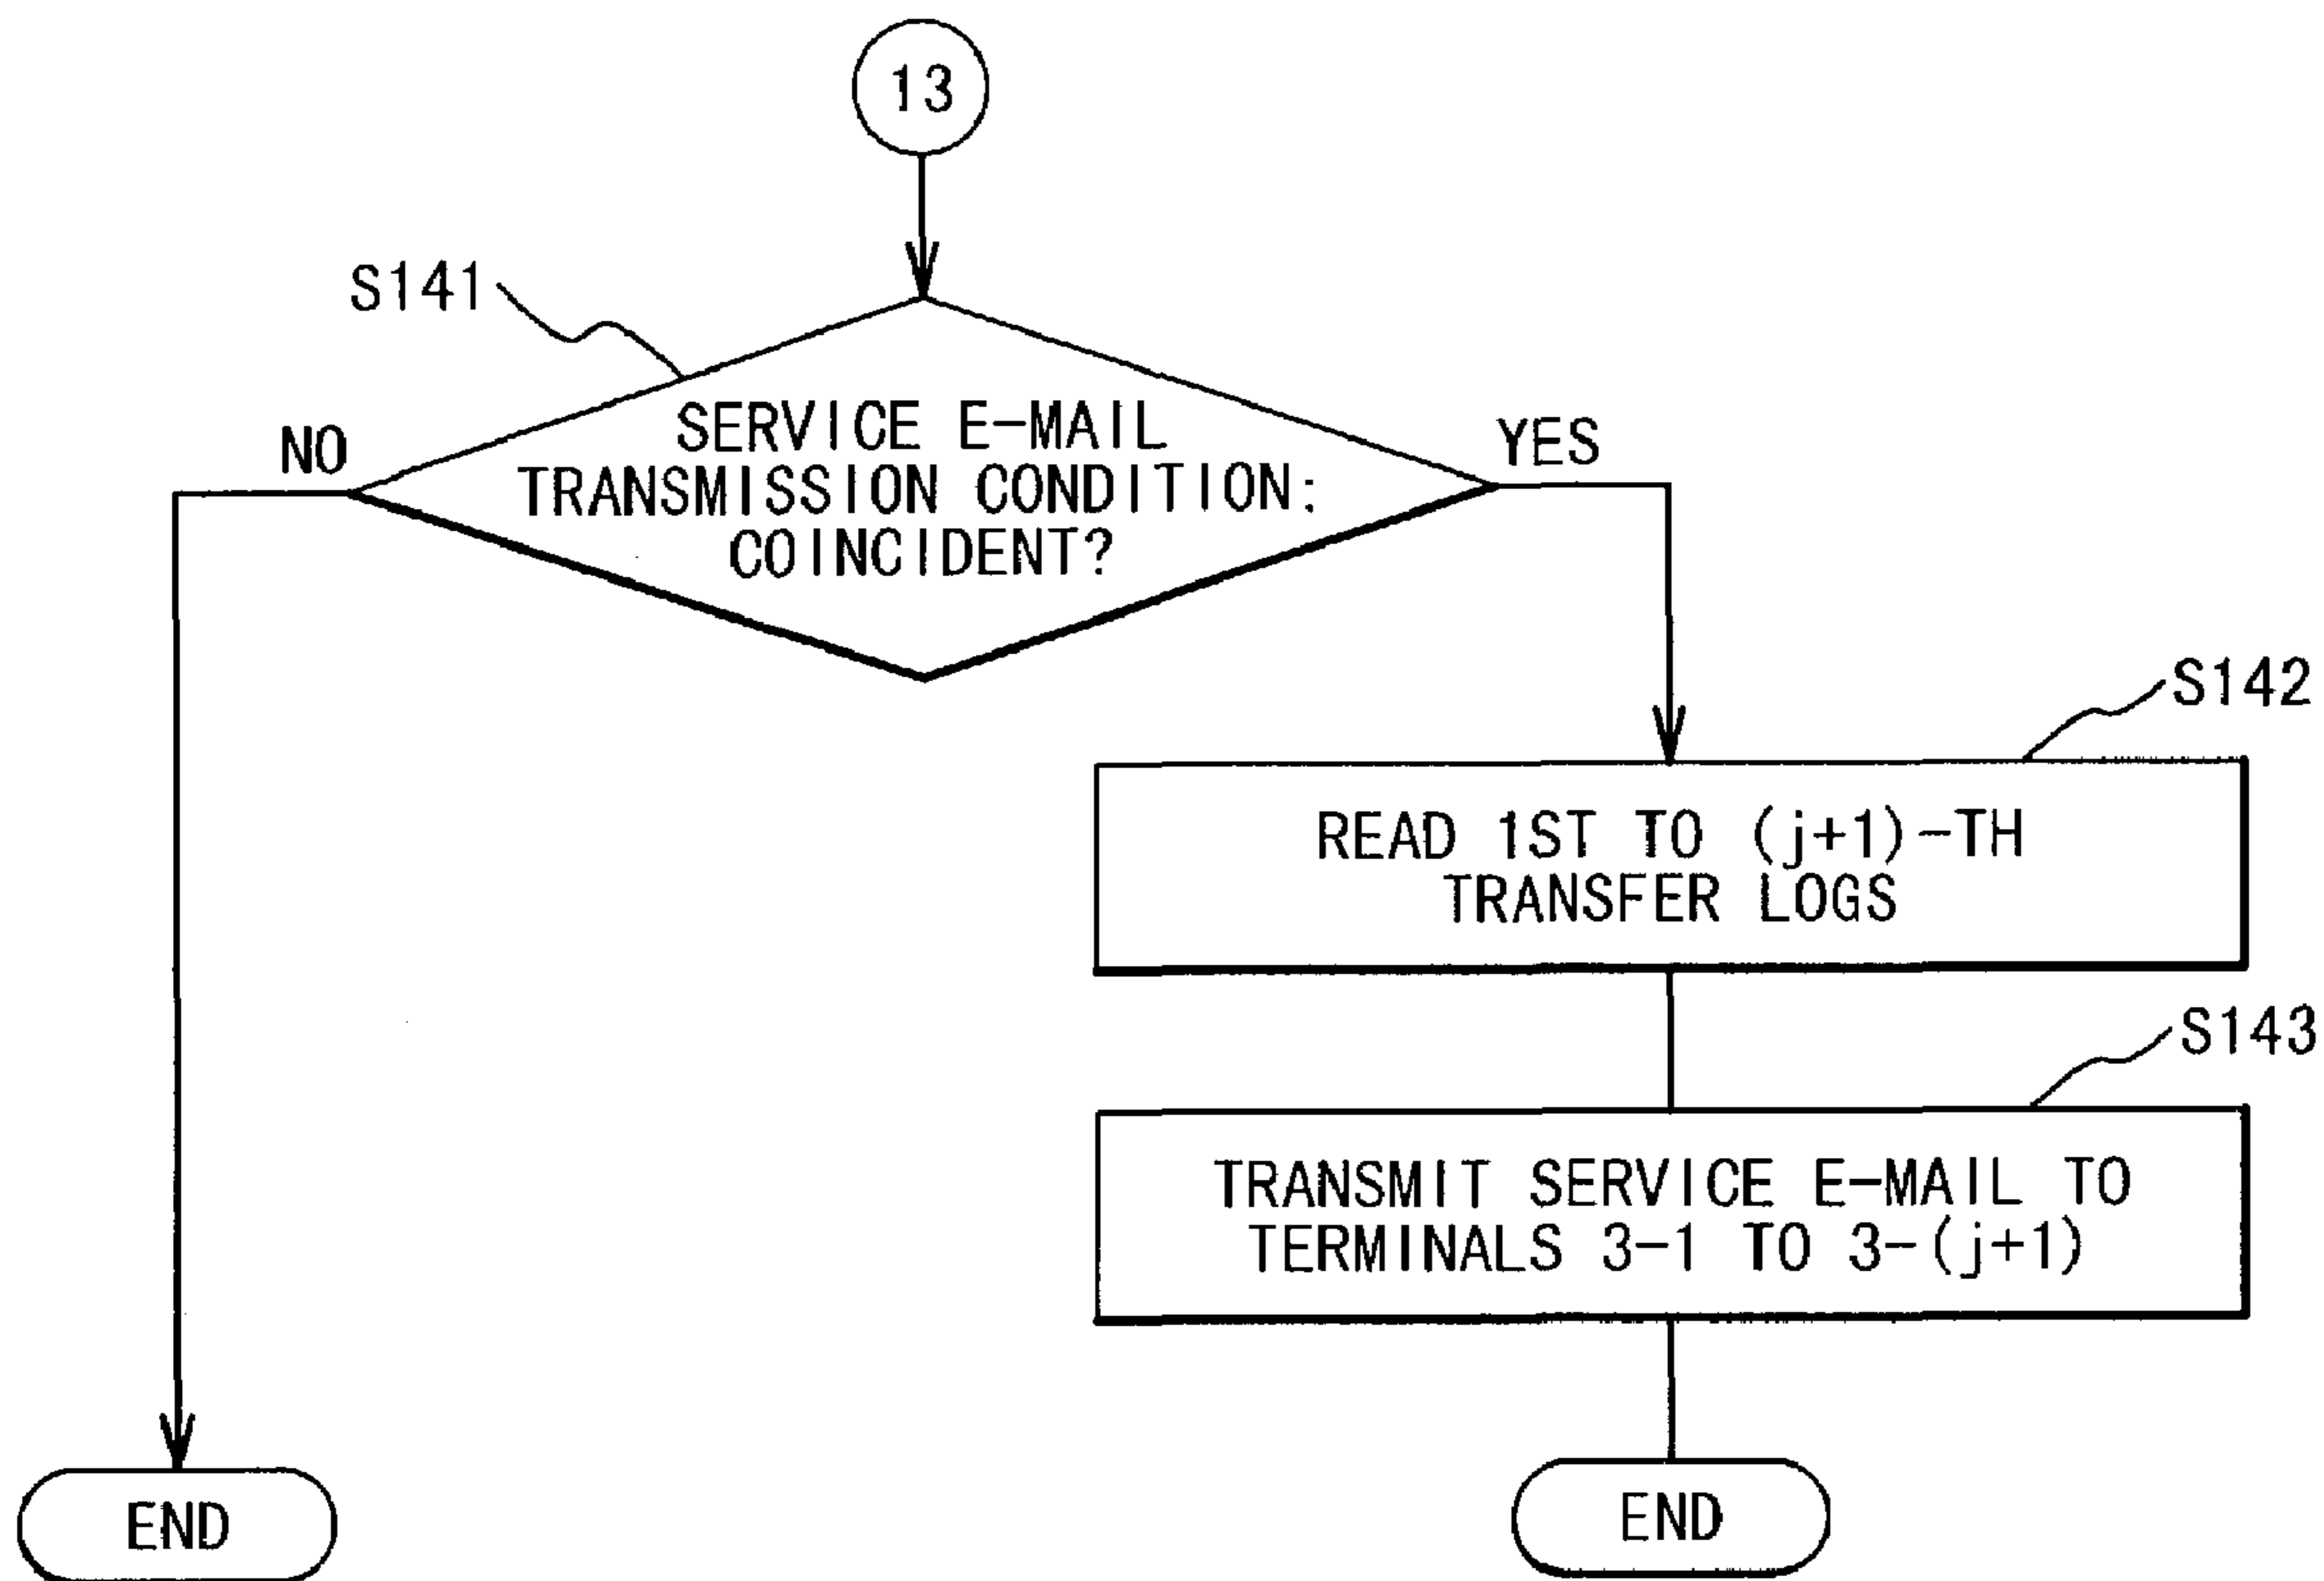 13
S141
NO
SERVICE E-MAIL
TRANSMISSION CONDITION;
COINCIDENT?
YES
S142
READ 1ST TO (j+1)-TH
TRANSFER LOGS
S143
TRANSMIT SERVICE E-MAIL TO
TERMINALS 3-1 TO 3-(j+1)
END
END